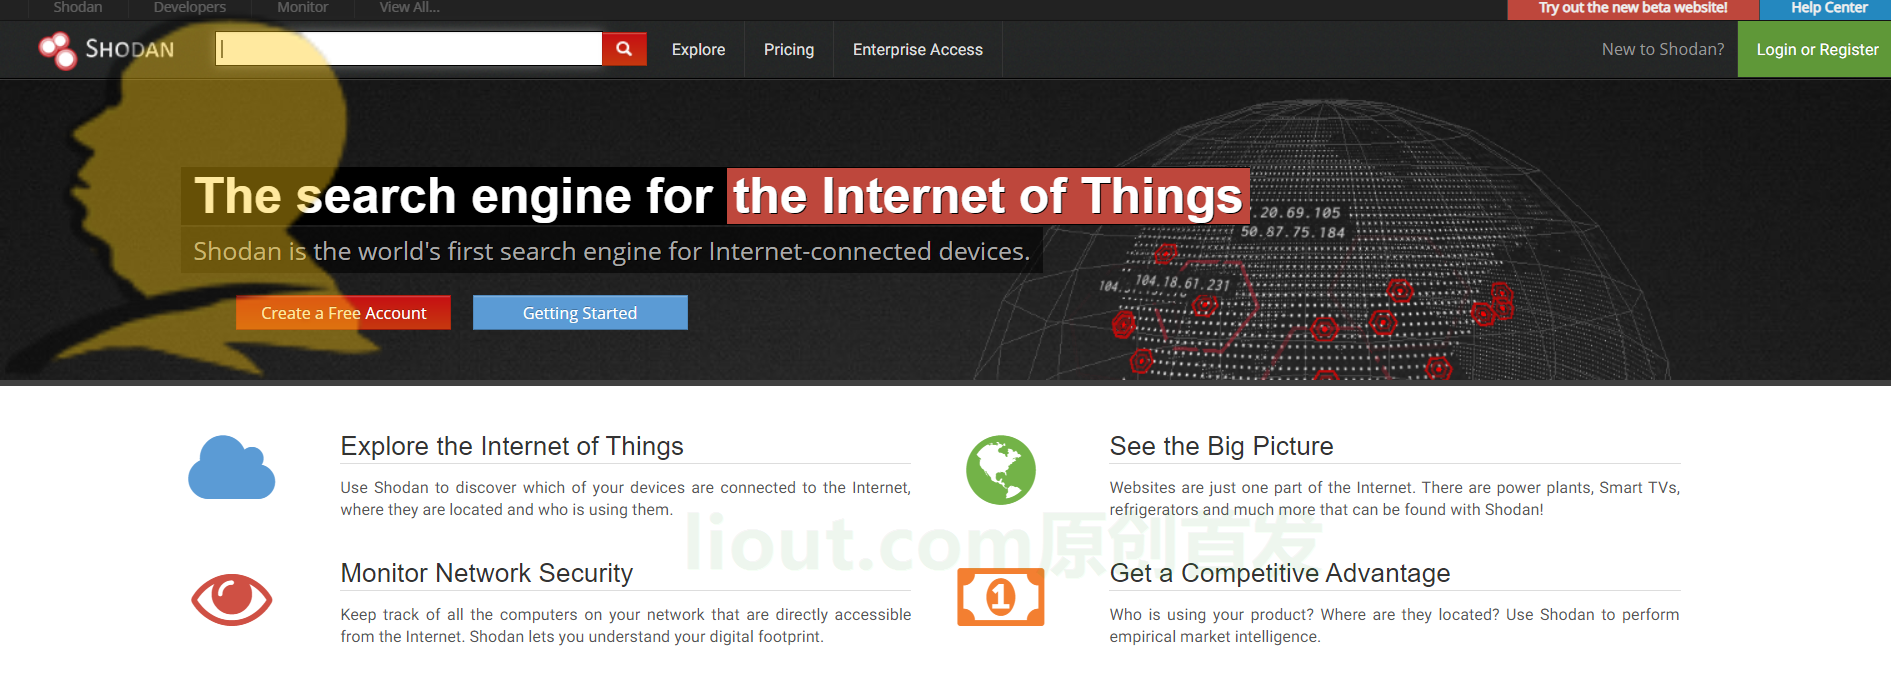 Shodan Developers Monitor View All... Try out the new beta website! Help Center
SHODAN Explore Pricing Enterprise Access New to Shodan? Login or Register
The search engine for the Internet of Things
.20.69.105
50.87.75.184
Shodan is the world's first search engine for Internet-connected devices.
104. 104.18.61.231
Create a Free Account Getting Started
Explore the Internet of Things
Use Shodan to discover which of your devices are connected to the Internet,
where they are located and who is using them.
See the Big Picture
Websites are just one part of the Internet. There are power plants, Smart TVs,
refrigerators and much more that can be found with Shodan!
liout.com原创首发
Monitor Network Security
Keep track of all the computers on your network that are directly accessible
from the Internet. Shodan lets you understand your digital footprint.
1
Get a Competitive Advantage
Who is using your product? Where are they located? Use Shodan to perform
empirical market intelligence.